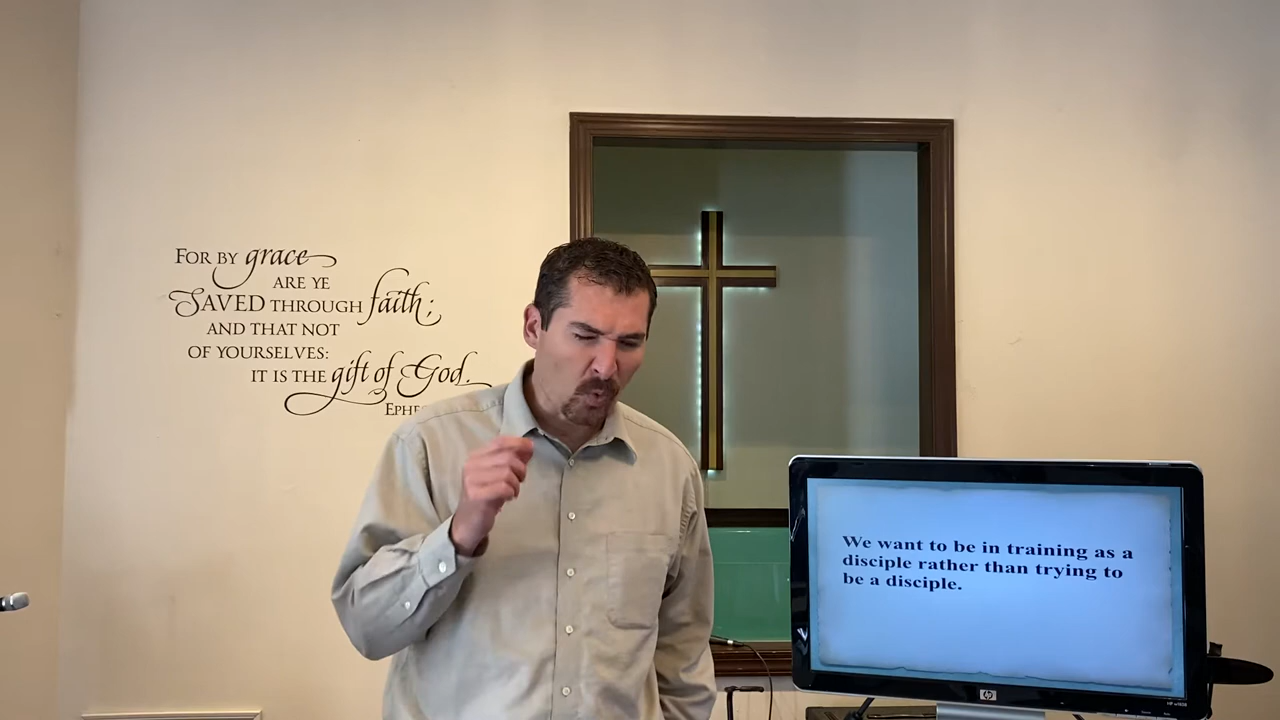 FOR BY grace
ARE YE
SAVED THROUGH faith;
AND THAT NOT
OF YOURSELVES:
IT IS THE gift of God.
We want to be in training as a
disciple rather than trying to
be a disciple.
hp